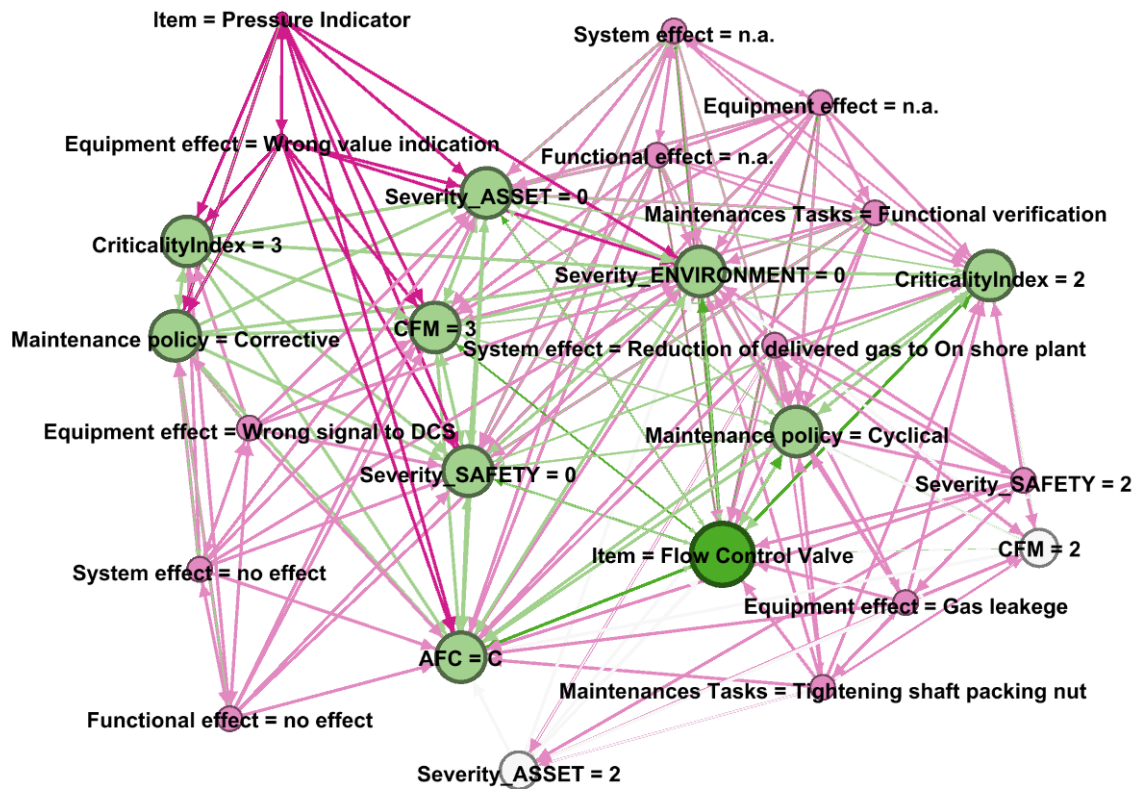 Item = Pressure Indicator
System effect = n.a.
Equipment effect = n.a.
Equipment effect = Wrong value indication
Functional effect = n.a.
Severity_ASSET = 0
Maintenances Tasks = Functional verification
CriticalityIndex = 3
Severity_ENVIRONMENT = 0
CriticalityIndex = 2
CFM = 3
Maintenance policy = Corrective
System effect = Reduction of delivered gas to On shore plant
Equipment effect = Wrong signal to DCS
Maintenance policy = Cyclical
Severity_SAFETY = 0
Severity_SAFETY = 2
Item = Flow Control Valve
CFM = 2
System effect = no effect
Equipment effect = Gas leakege
AFC = C
Maintenances Tasks = Tightening shaft packing nut
Functional effect = no effect
Severity_ASSET = 2